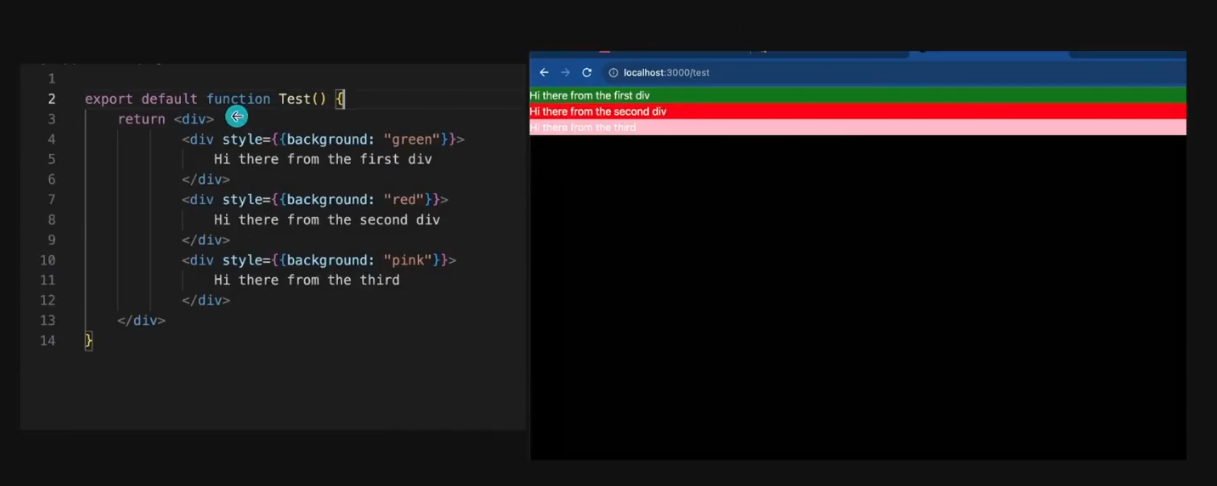 1
2 export default function Test() {
3 return <div>
4 <div style={{background: "green"}}>
5 Hi there from the first div
6 </div>
7 <div style={{background: "red"}}>
8 Hi there from the second div
9 </div>
10 <div style={{background: "pink"}}>
11 Hi there from the third
12 </div>
13 </div>
14 }
localhost:3000/test
Hi there from the first div
Hi there from the second div
Hi there from the third